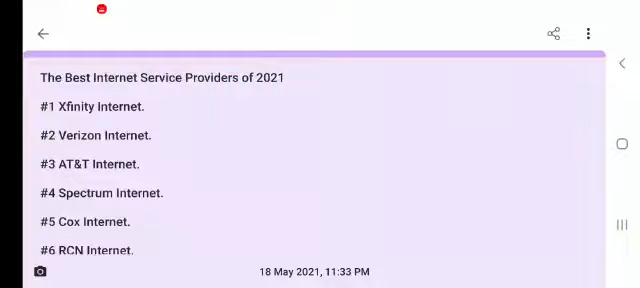 The Best Internet Service Providers of 2021
#1 Xfinity Internet.
#2 Verizon Internet.
#3 AT&T Internet.
#4 Spectrum Internet.
#5 Cox Internet.
#6 RCN Internet.
18 May 2021, 11:33 PM